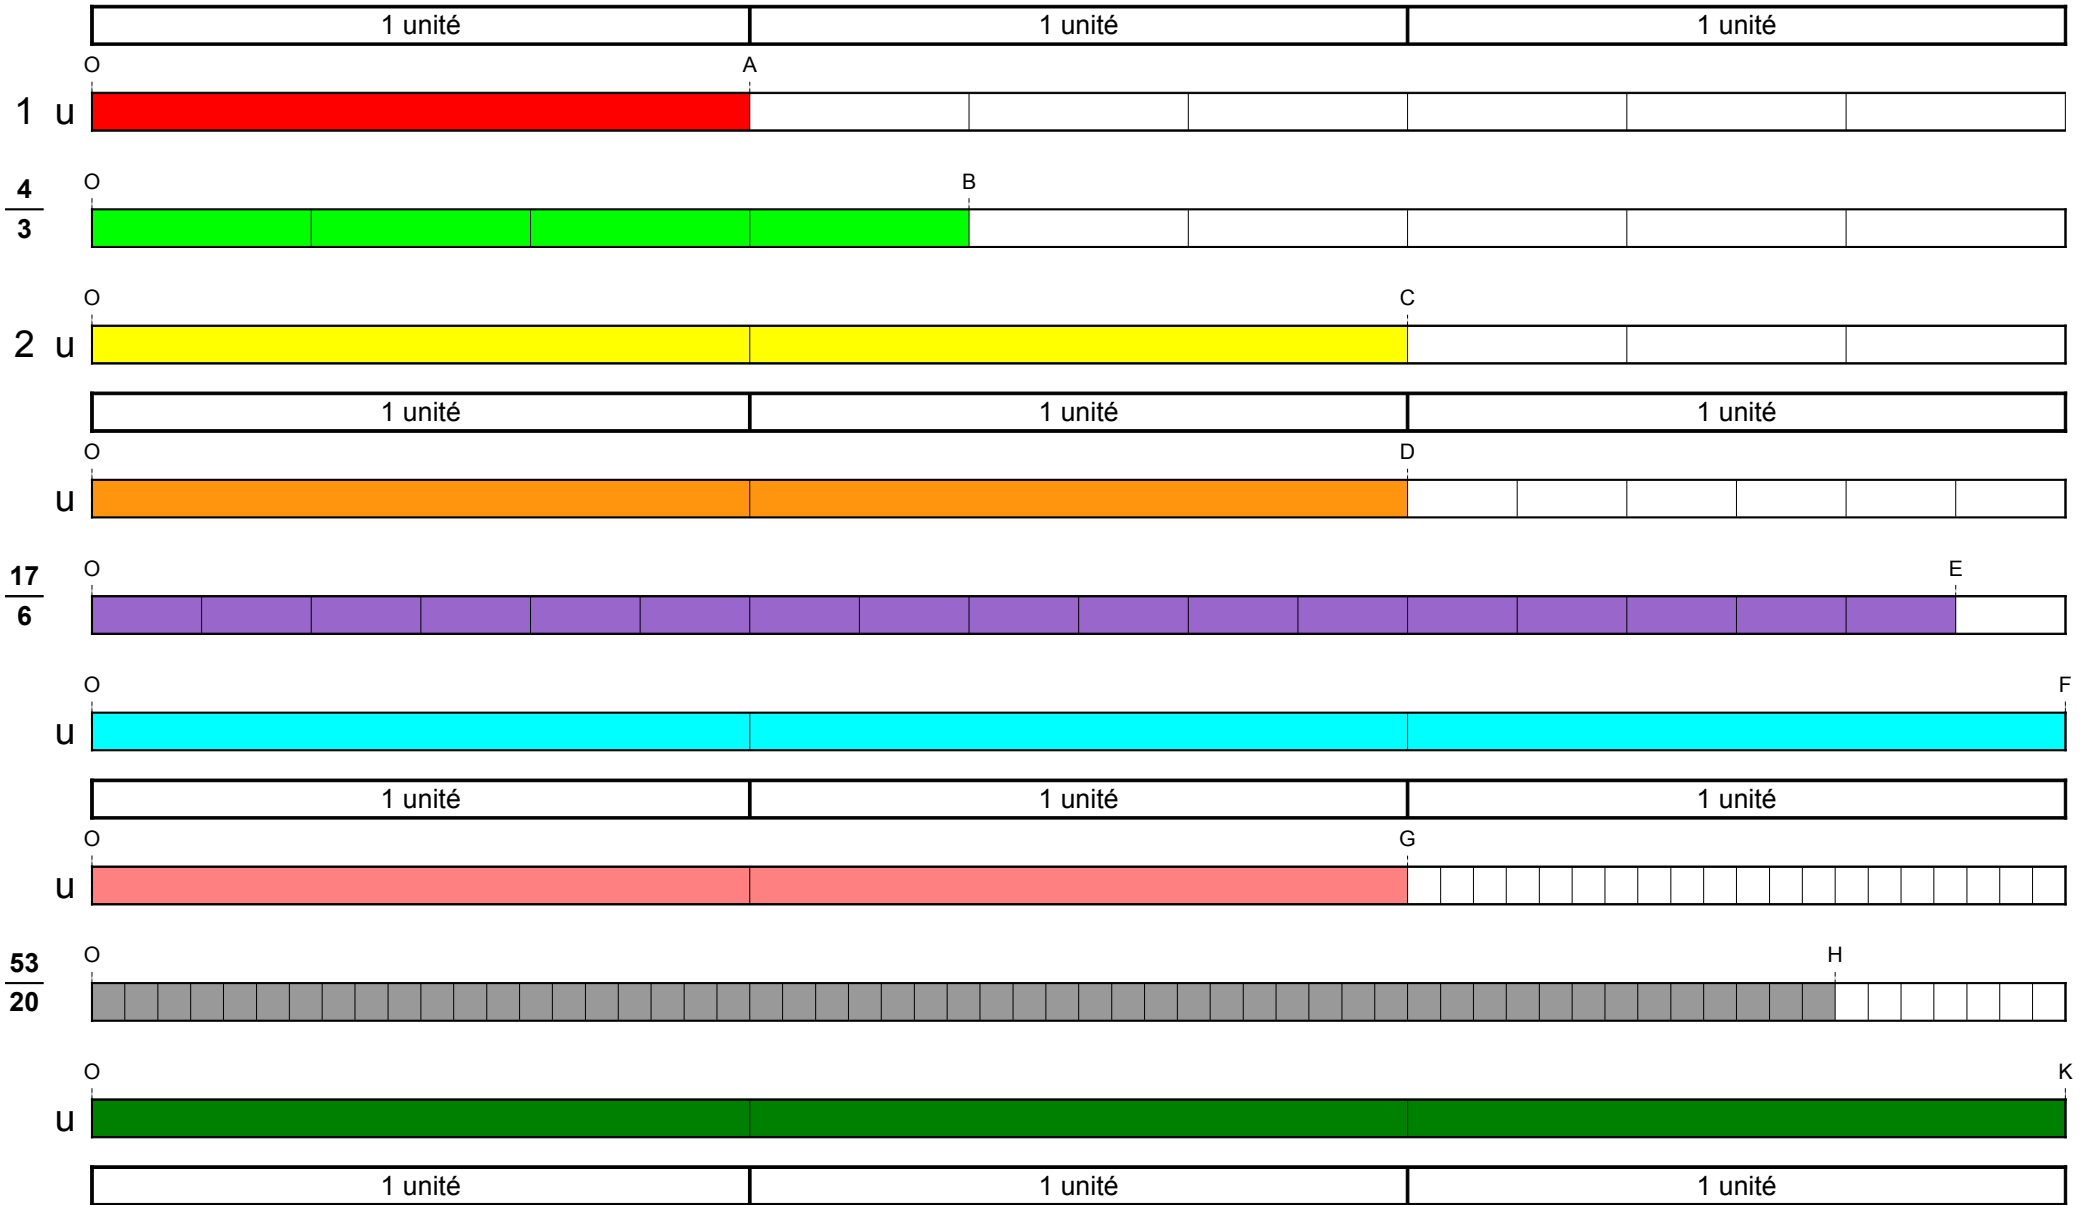 1 unité 1 unité 1 unité
O A
1 u
O B
4
3
O C
2 u
1 unité 1 unité 1 unité
O D
u
O E
17
6
O F
u
1 unité 1 unité 1 unité
O G
u
O H
53
20
O K
u
1 unité 1 unité 1 unité